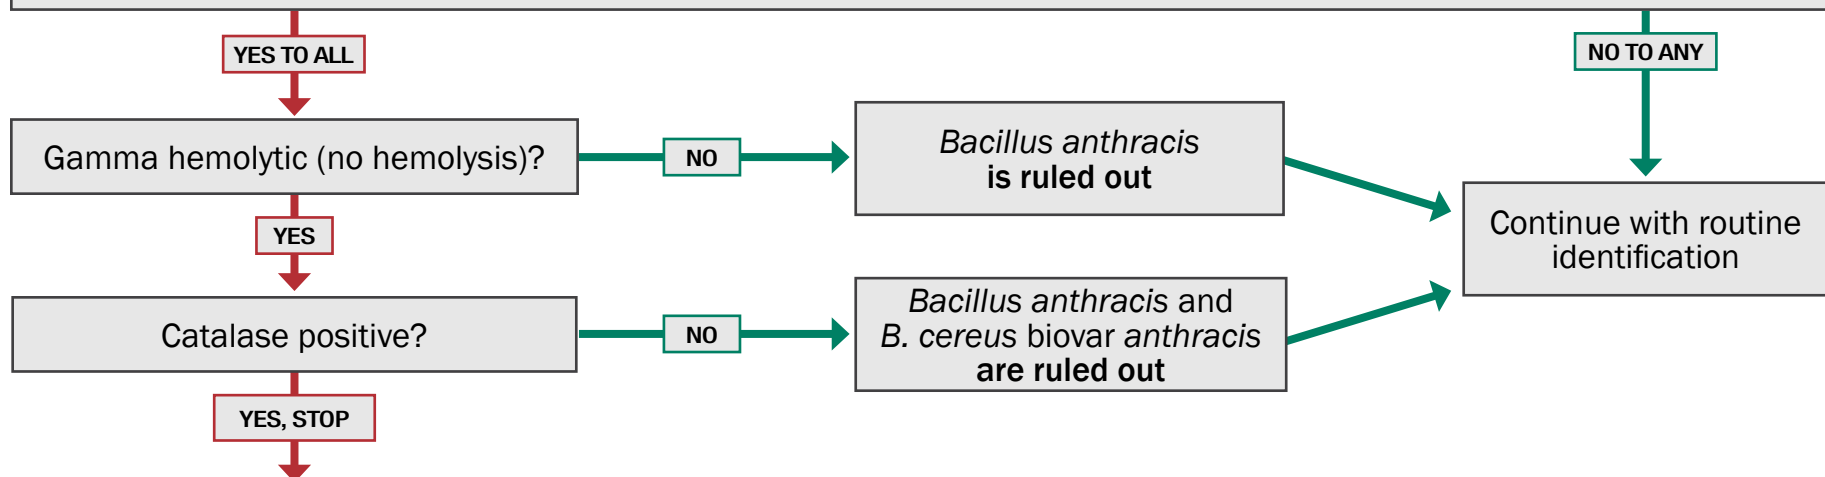 YES TO ALL
NO TO ANY
Gamma hemolytic (no hemolysis)?
NO
Bacillus anthracis
is ruled out
Continue with routine
identification
YES
Catalase positive?
NO
Bacillus anthracis and
B. cereus biovar anthracis
are ruled out
YES, STOP